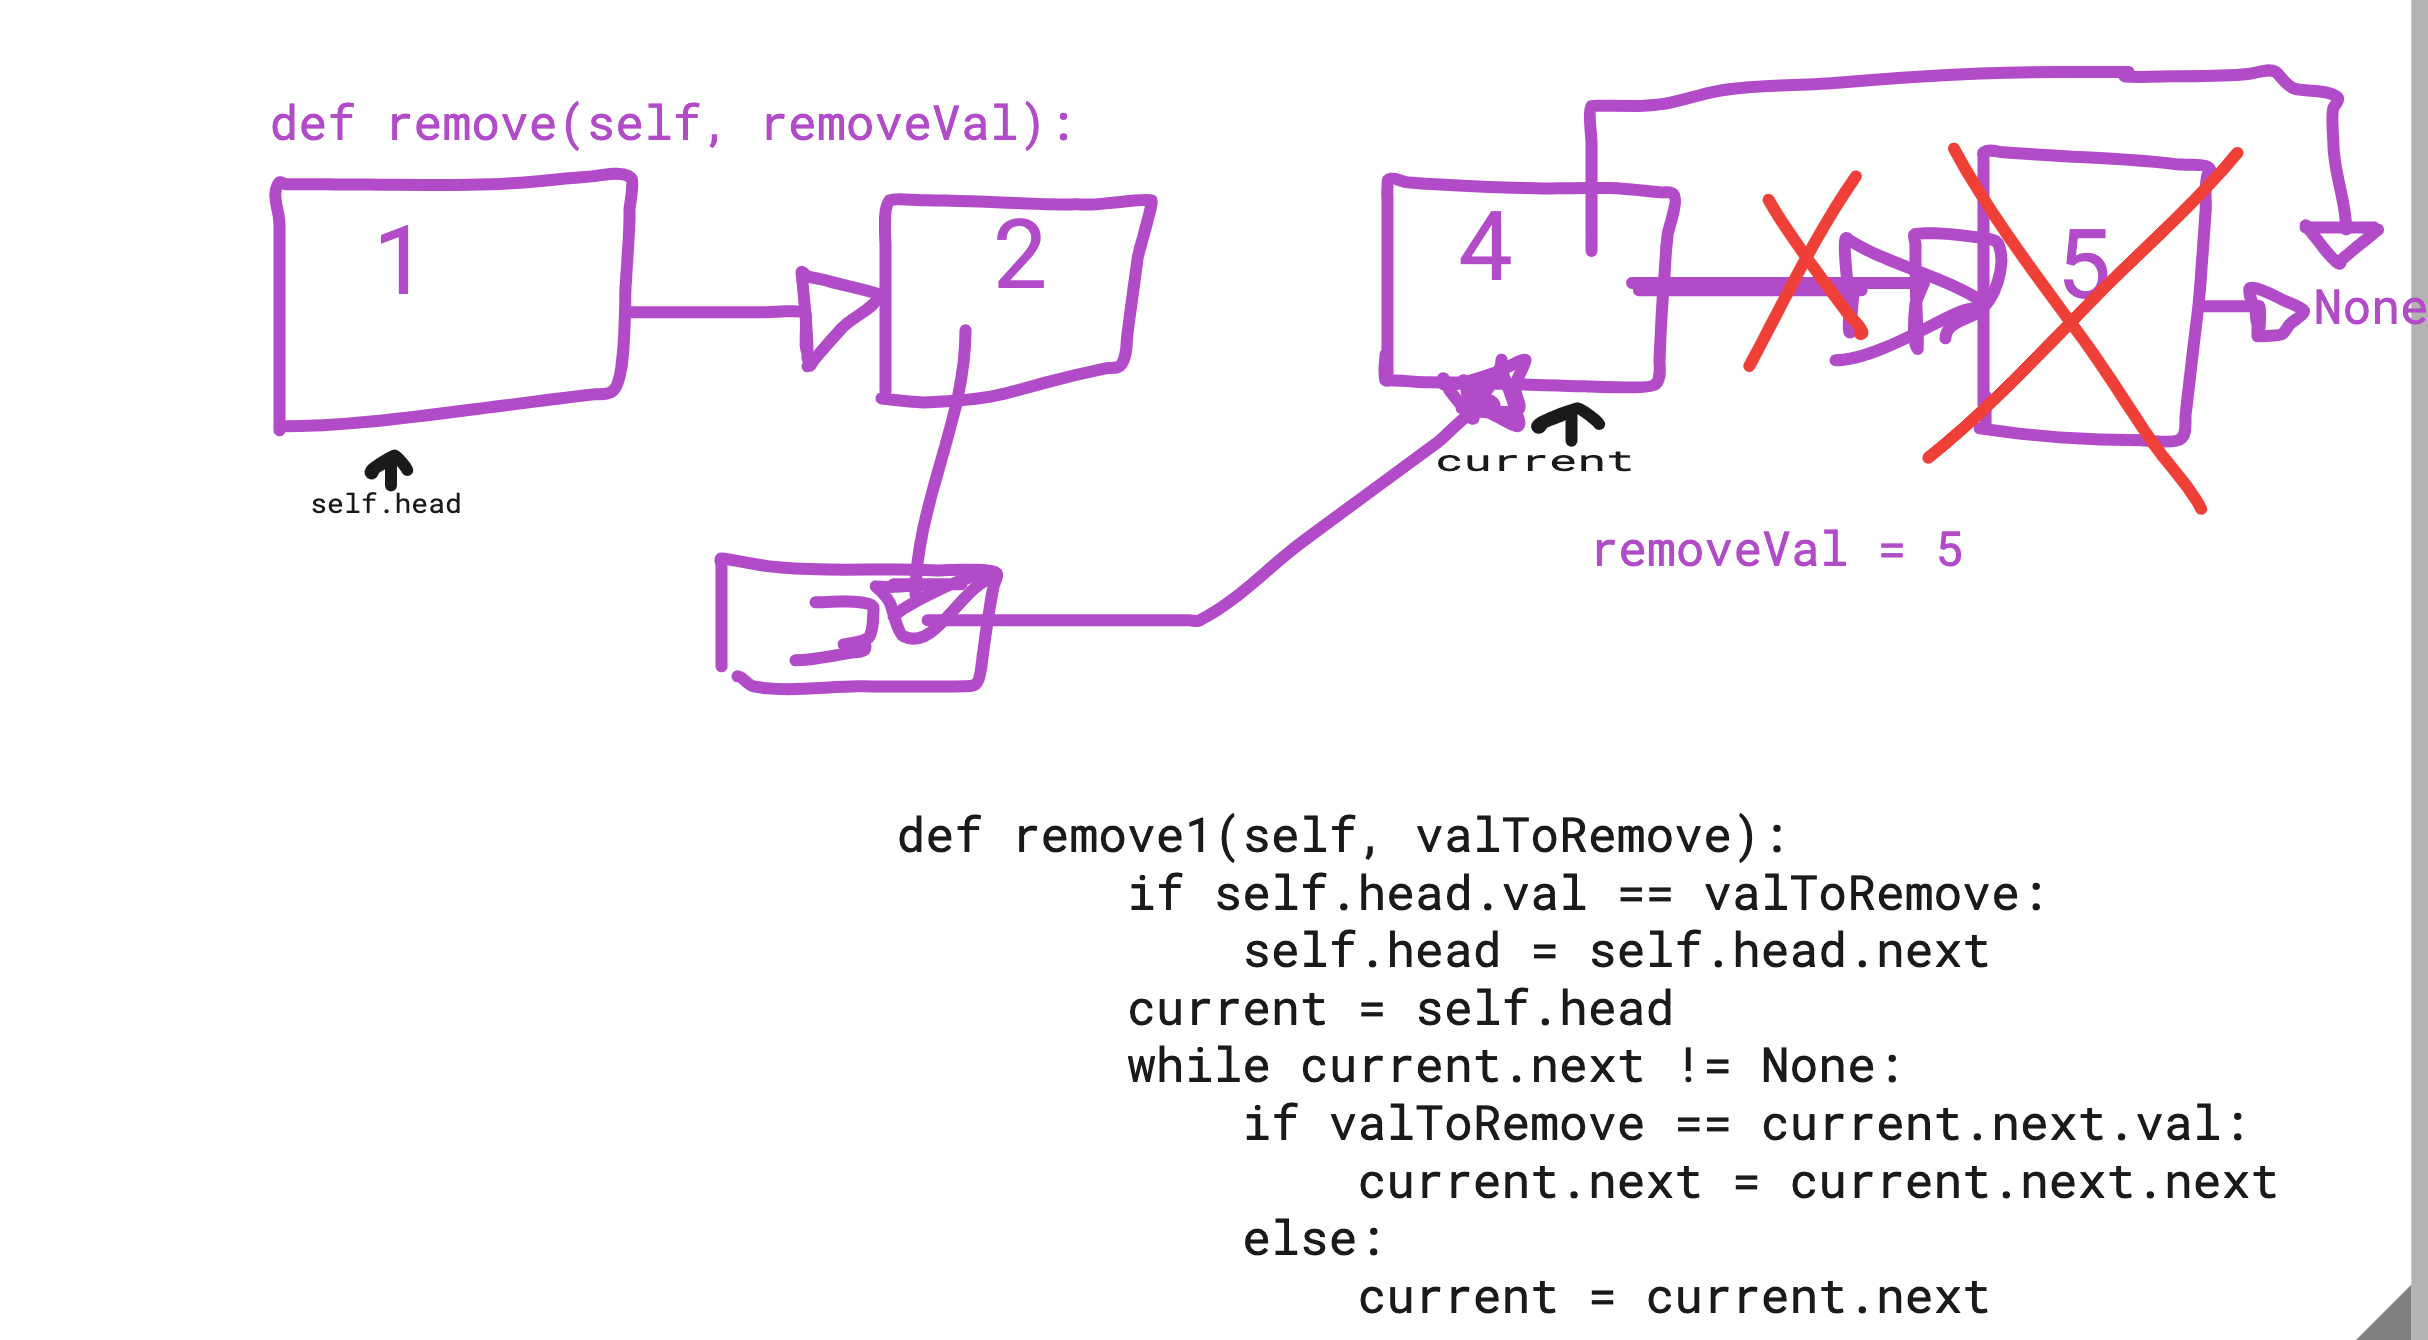 def remove(self, removeVal):
1
2
4
5
None
self.head
current
removeVal = 5
3
def remove1(self, valToRemove):
if self.head.val == valToRemove:
self.head = self.head.next
current = self.head
while current.next != None:
if valToRemove == current.next.val:
current.next = current.next.next
else:
current = current.next